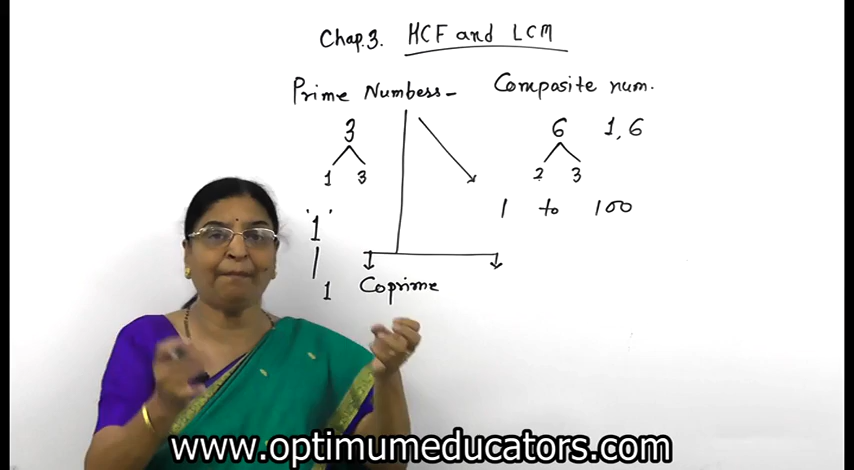 Chap.3. HCF and LCM
Prime Numbers - Composite num.
3 6 1, 6
1 3 2 3
'1' 1 to 100
1 Coprime
www.optimumeducators.com